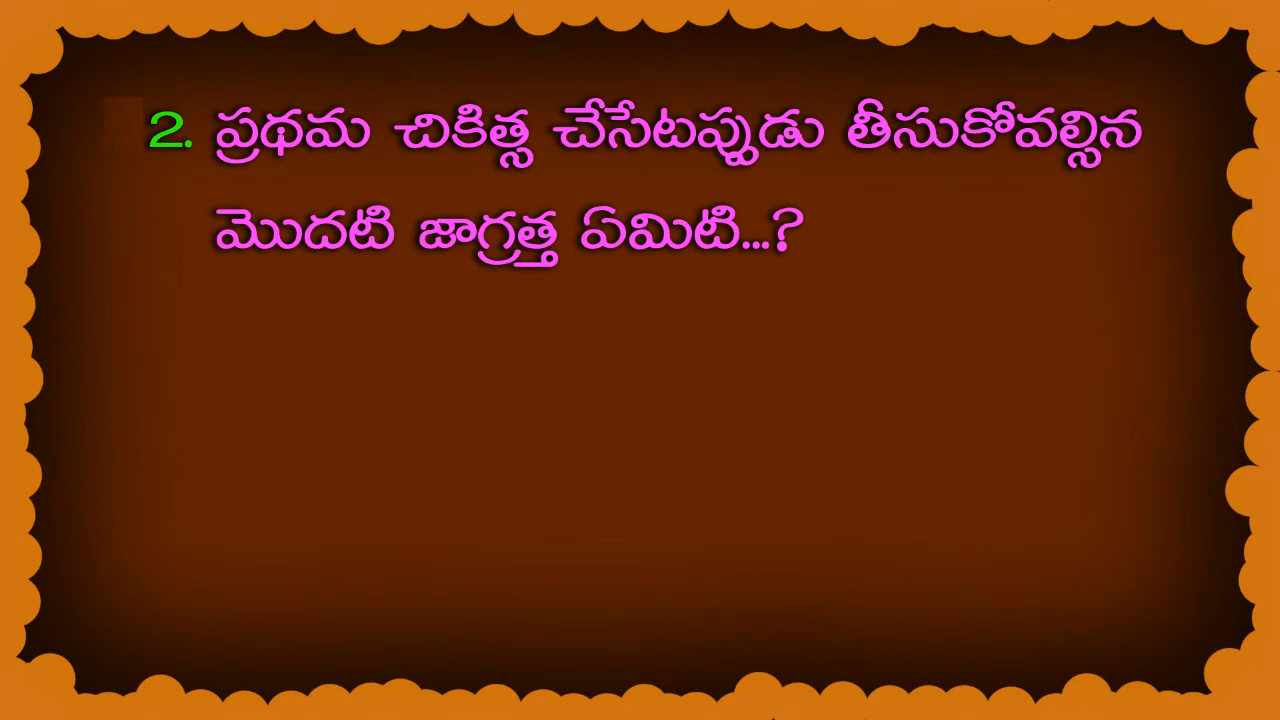 2. ప్రథమ చికిత్స చేసేటప్పుడు తీసుకోవల్సిన
మొదటి జాగ్రత్త ఏమిటి...?